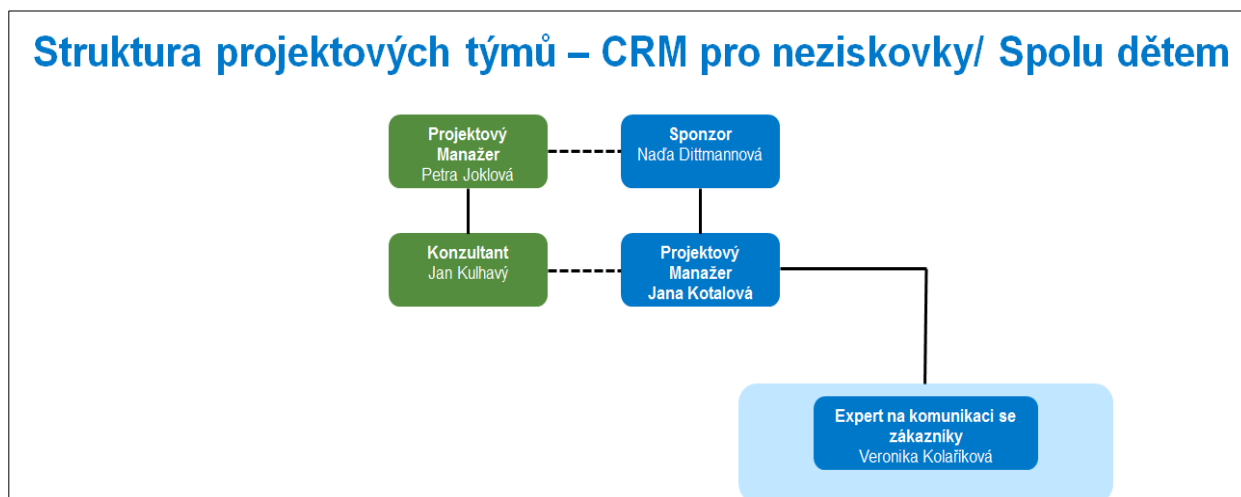 Struktura projektových týmů – CRM pro neziskovky/ Spolu dětem
Projektový
Manažer
Petra Joklová
Sponzor
Naďa Dittmannová
Konzultant
Jan Kulhavý
Projektový
Manažer
Jana Kotalová
Expert na komunikaci se
zákazníky
Veronika Kolaříková